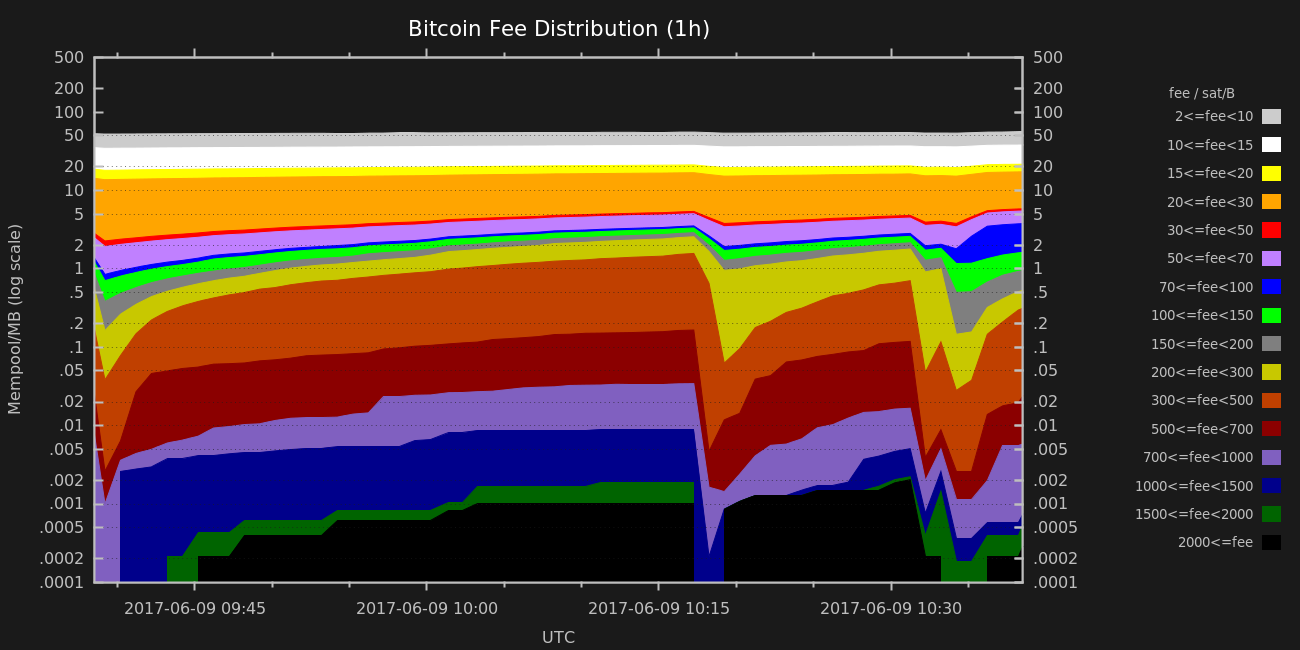 Bitcoin Fee Distribution (1h)
500
200
100
50
20
10
5
2
1
.5
.2
.1
.05
.02
.01
.005
.002
.001
.0005
.0002
.0001
Mempool/MB (log scale)
500
200
100
50
20
10
5
2
1
.5
.2
.1
.05
.02
.01
.005
.002
.001
.0005
.0002
.0001
2017-06-09 09:45
2017-06-09 10:00
2017-06-09 10:15
2017-06-09 10:30
UTC
fee / sat/B
2<=fee<10
10<=fee<15
15<=fee<20
20<=fee<30
30<=fee<50
50<=fee<70
70<=fee<100
100<=fee<150
150<=fee<200
200<=fee<300
300<=fee<500
500<=fee<700
700<=fee<1000
1000<=fee<1500
1500<=fee<2000
2000<=fee